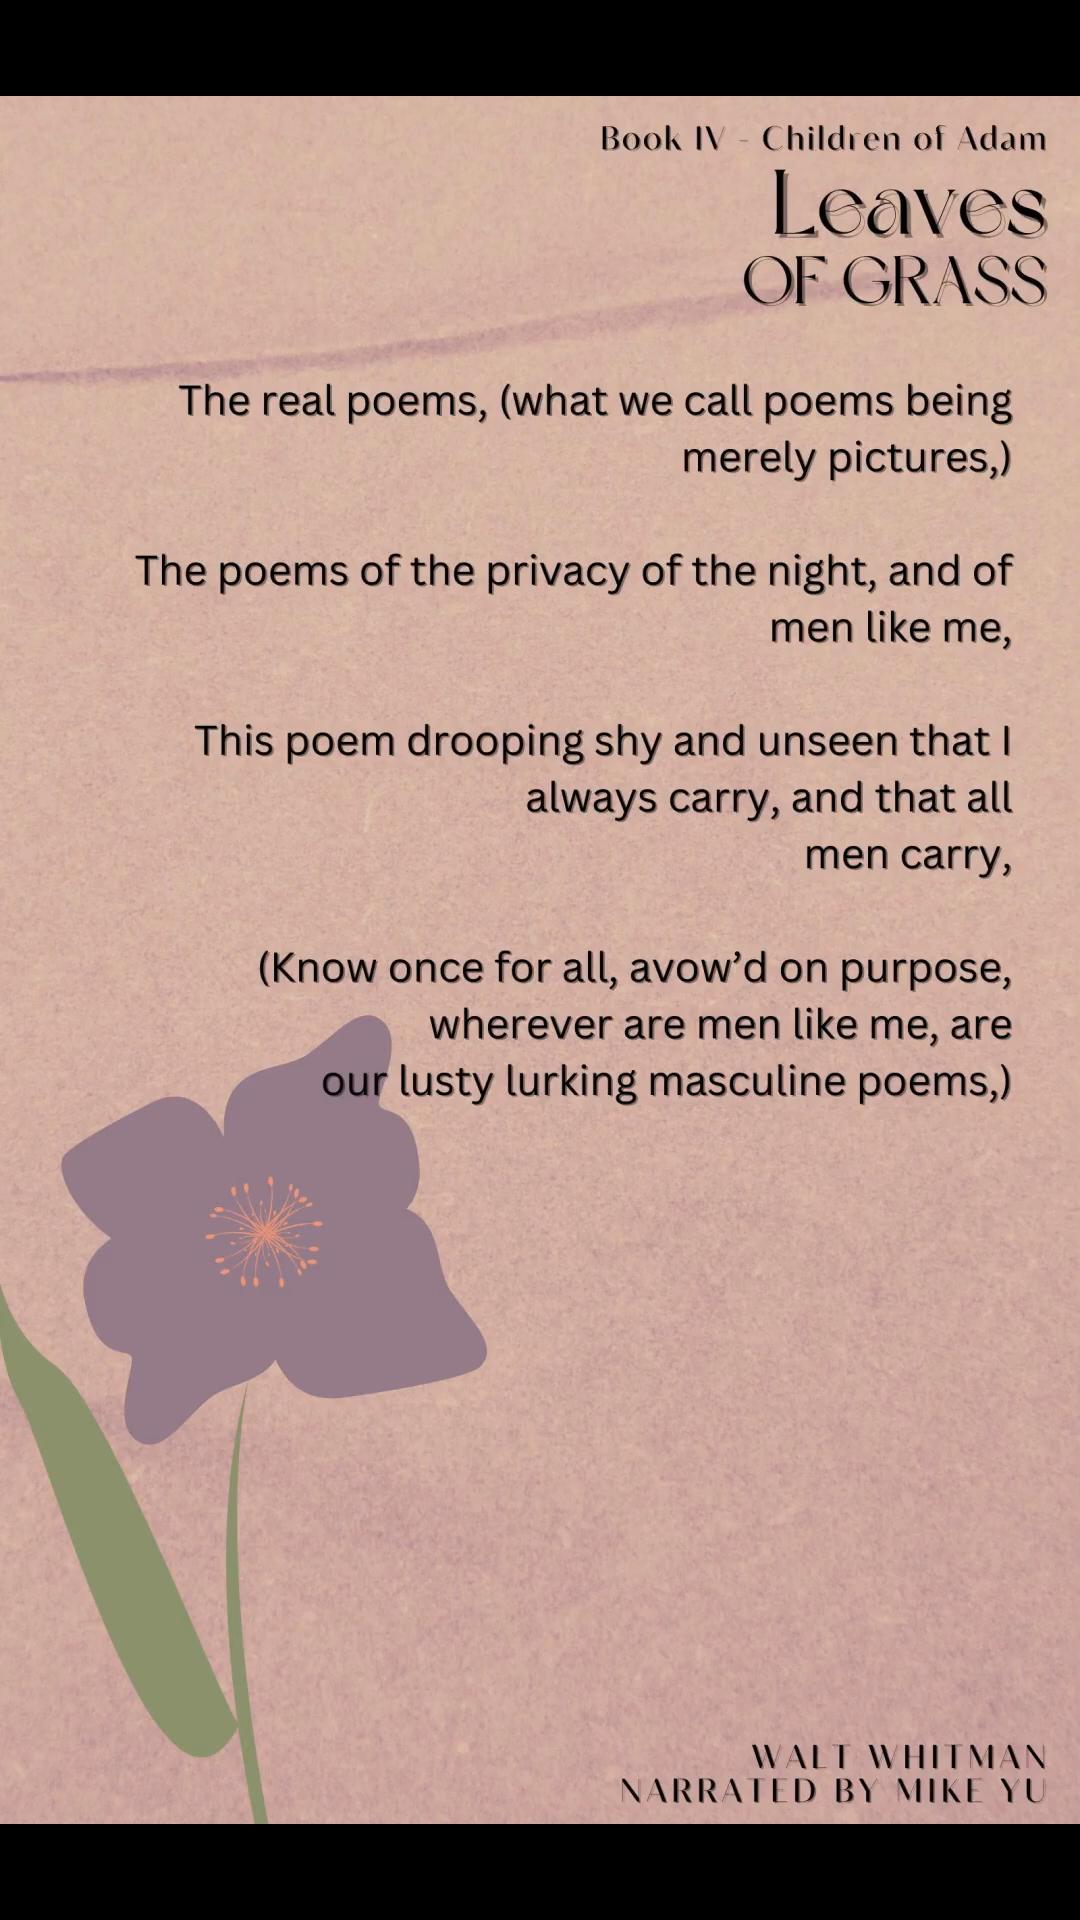 Book IV - Children of Adam
Leaves
OF GRASS
The real poems, (what we call poems being
merely pictures,)
The poems of the privacy of the night, and of
men like me,
This poem drooping shy and unseen that I
always carry, and that all
men carry,
(Know once for all, avow’d on purpose,
wherever are men like me, are
our lusty lurking masculine poems,)
WALT WHITMAN
NARRATED BY MIKE YU